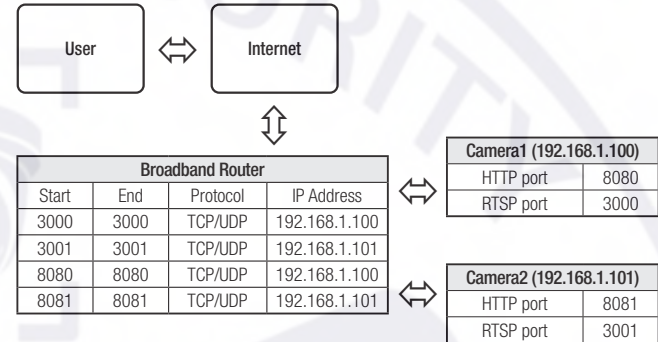 User
Internet
Broadband Router
Start End Protocol IP Address
3000 3000 TCP/UDP 192.168.1.100
3001 3001 TCP/UDP 192.168.1.101
8080 8080 TCP/UDP 192.168.1.100
8081 8081 TCP/UDP 192.168.1.101
Camera1 (192.168.1.100)
HTTP port 8080
RTSP port 3000
Camera2 (192.168.1.101)
HTTP port 8081
RTSP port 3001